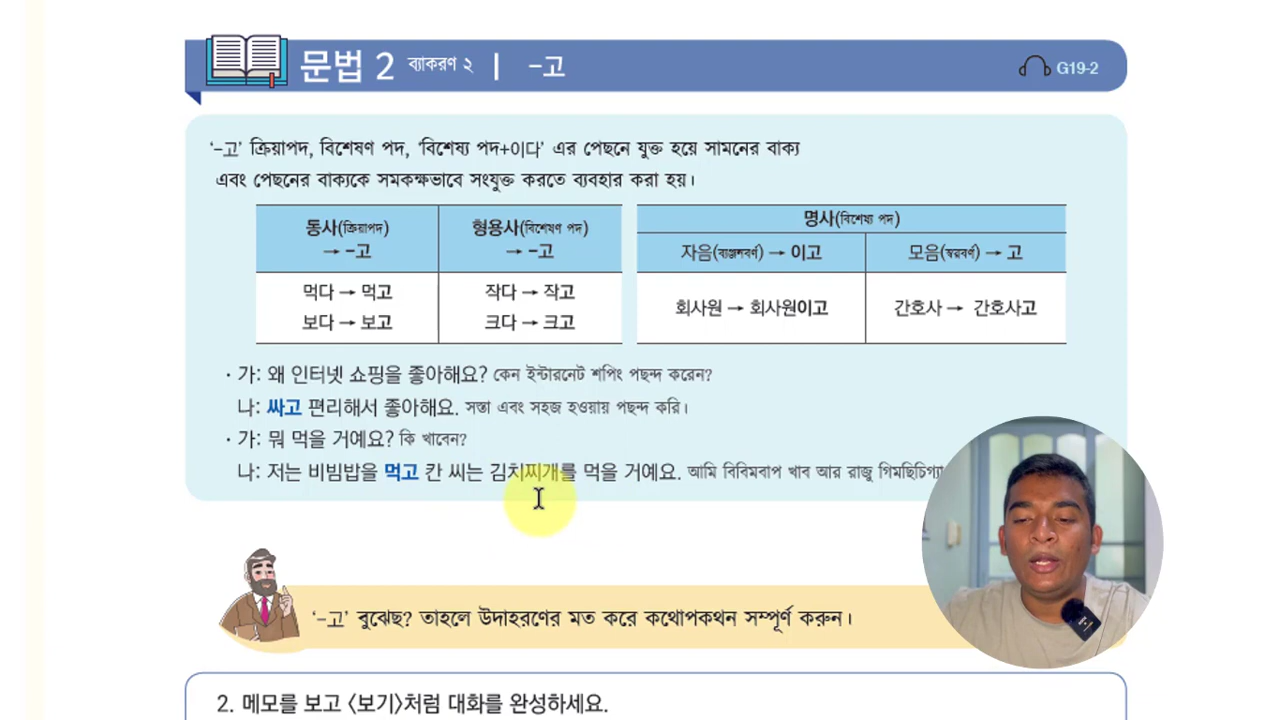 문법 2 ব্যাকরণ ২ | -고
G19-2
'-고' ক্রিয়াপদ, বিশেষণ পদ, 'বিশেষ্য পদ+이다' এর পেছনে যুক্ত হয়ে সামনের বাক্য
এবং পেছনের বাক্যকে সমকক্ষভাবে সংযুক্ত করতে ব্যবহার করা হয়।
동사(ক্রিয়াপদ)
→ -고
형용사(বিশেষণ পদ)
→ -고
명사(বিশেষ্য পদ)
자음(ব্যঞ্জনবর্ণ) → 이고
모음(স্বরবর্ণ) → 고
먹다 → 먹고
보다 → 보고
작다 → 작고
크다 → 크고
회사원 → 회사원이고
간호사 → 간호사고
· 가: 왜 인터넷 쇼핑을 좋아해요? কেন ইন্টারনেট শপিং পছন্দ করেন?
나: 싸고 편리해서 좋아해요. সস্তা এবং সহজ হওয়ায় পছন্দ করি।
· 가: 뭐 먹을 거예요? কি খাবেন?
나: 저는 비빔밥을 먹고 칸 씨는 김치찌개를 먹을 거예요. আমি বিবিমবাপ খাব আর রাজু
'-고' বুঝেছ? তাহলে উদাহরণের মত করে কথোপকথন সম্পূর্ণ করুন।
2. 메모를 보고 〈보기〉처럼 대화를 완성하세요.